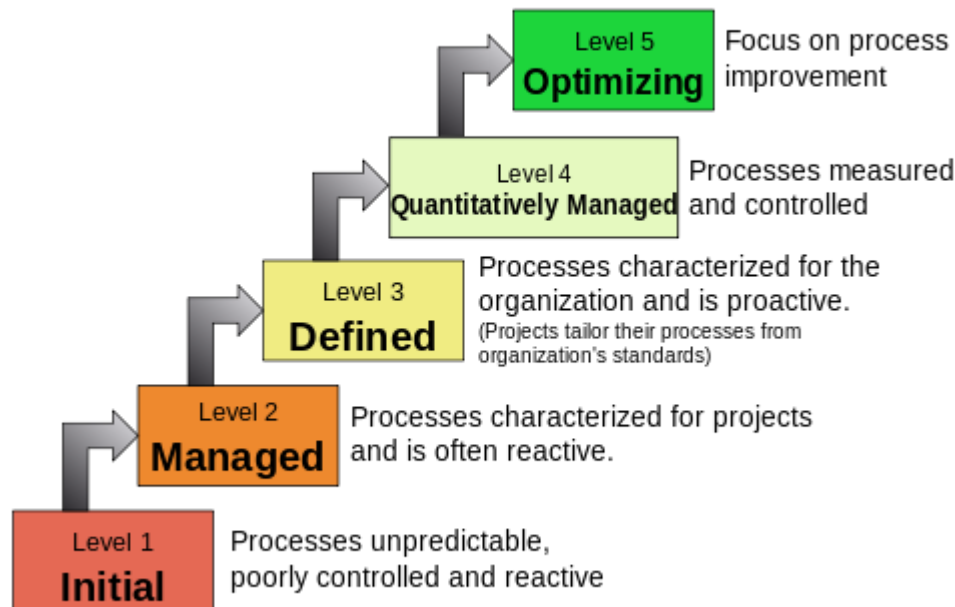 Level 5
Optimizing
Focus on process
improvement
Level 4
Quantitatively Managed
Processes measured
and controlled
Level 3
Defined
Processes characterized for the
organization and is proactive.
(Projects tailor their processes from
organization's standards)
Level 2
Managed
Processes characterized for projects
and is often reactive.
Level 1
Initial
Processes unpredictable,
poorly controlled and reactive